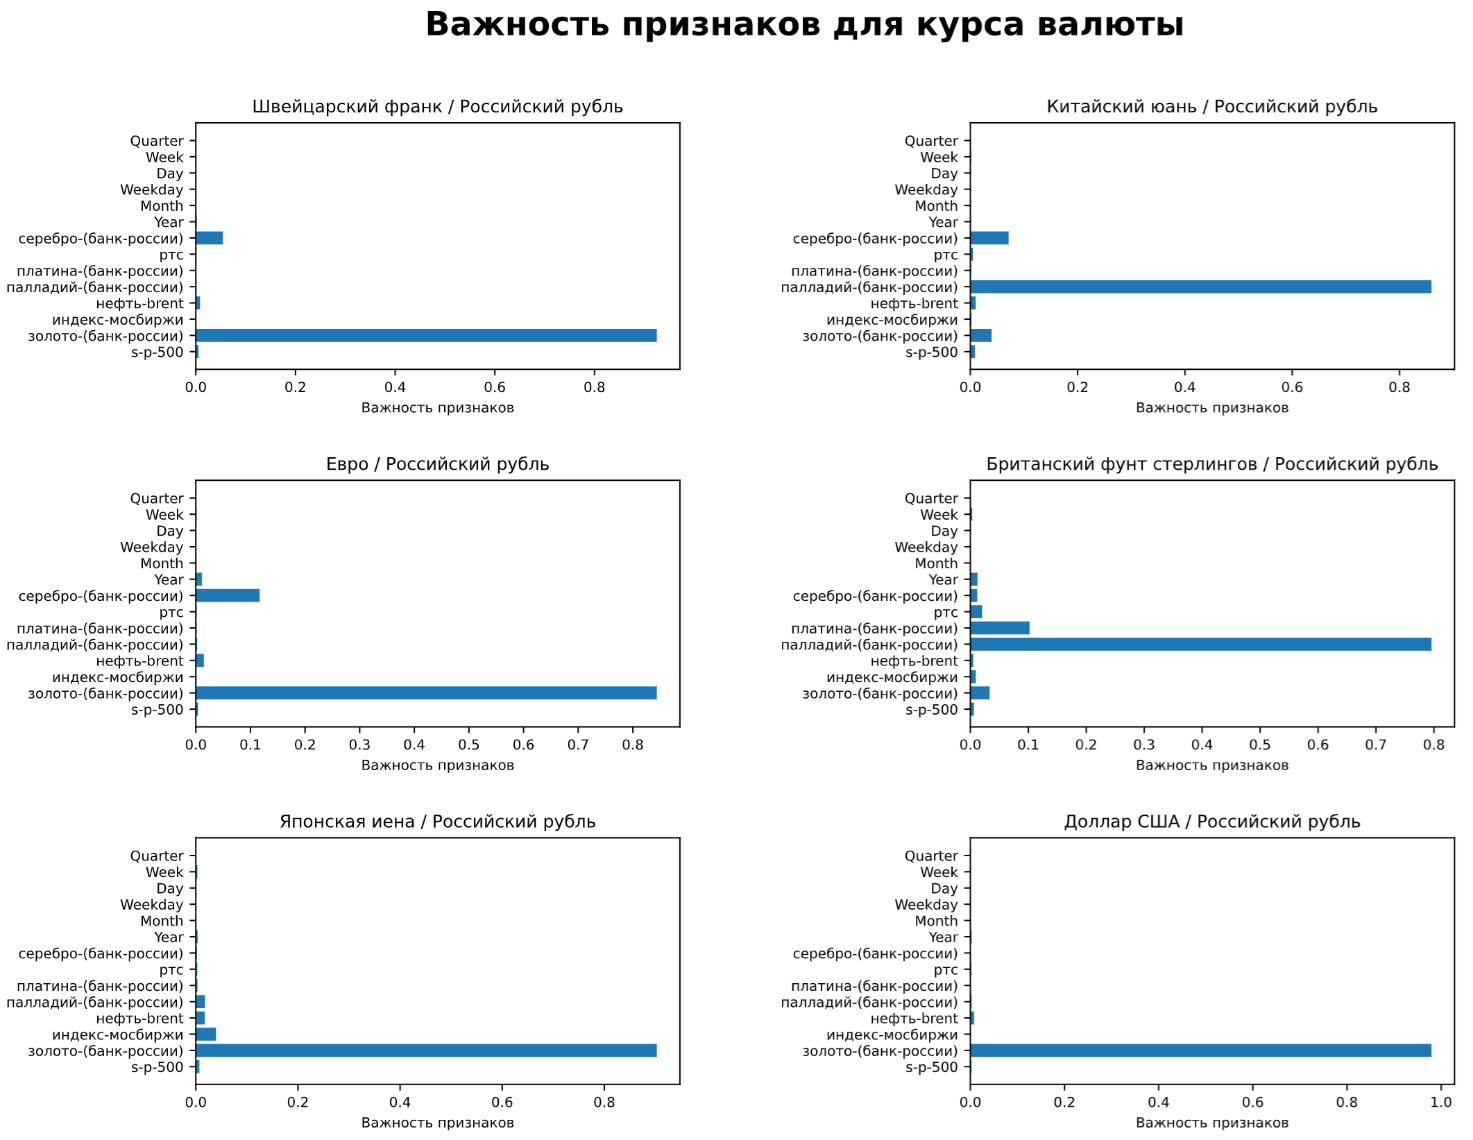 Важность признаков для курса валюты
Швейцарский франк / Российский рубль
Quarter
Week
Day
Weekday
Month
Year
серебро-(банк-россии)
ртс
платина-(банк-россии)
палладий-(банк-россии)
нефть-brent
индекс-мосбиржи
золото-(банк-россии)
s-p-500
0.0 0.2 0.4 0.6 0.8
Важность признаков
Китайский юань / Российский рубль
Quarter
Week
Day
Weekday
Month
Year
серебро-(банк-россии)
ртс
платина-(банк-россии)
палладий-(банк-россии)
нефть-brent
индекс-мосбиржи
золото-(банк-россии)
s-p-500
0.0 0.2 0.4 0.6 0.8
Важность признаков
Евро / Российский рубль
Quarter
Week
Day
Weekday
Month
Year
серебро-(банк-россии)
ртс
платина-(банк-россии)
палладий-(банк-россии)
нефть-brent
индекс-мосбиржи
золото-(банк-россии)
s-p-500
0.0 0.1 0.2 0.3 0.4 0.5 0.6 0.7 0.8
Важность признаков
Британский фунт стерлингов / Российский рубль
Quarter
Week
Day
Weekday
Month
Year
серебро-(банк-россии)
ртс
платина-(банк-россии)
палладий-(банк-россии)
нефть-brent
индекс-мосбиржи
золото-(банк-россии)
s-p-500
0.0 0.1 0.2 0.3 0.4 0.5 0.6 0.7 0.8
Важность признаков
Японская иена / Российский рубль
Quarter
Week
Day
Weekday
Month
Year
серебро-(банк-россии)
ртс
платина-(банк-россии)
палладий-(банк-россии)
нефть-brent
индекс-мосбиржи
золото-(банк-россии)
s-p-500
0.0 0.2 0.4 0.6 0.8
Важность признаков
Доллар США / Российский рубль
Quarter
Week
Day
Weekday
Month
Year
серебро-(банк-россии)
ртс
платина-(банк-россии)
палладий-(банк-россии)
нефть-brent
индекс-мосбиржи
золото-(банк-россии)
s-p-500
0.0 0.2 0.4 0.6 0.8 1.0
Важность признаков